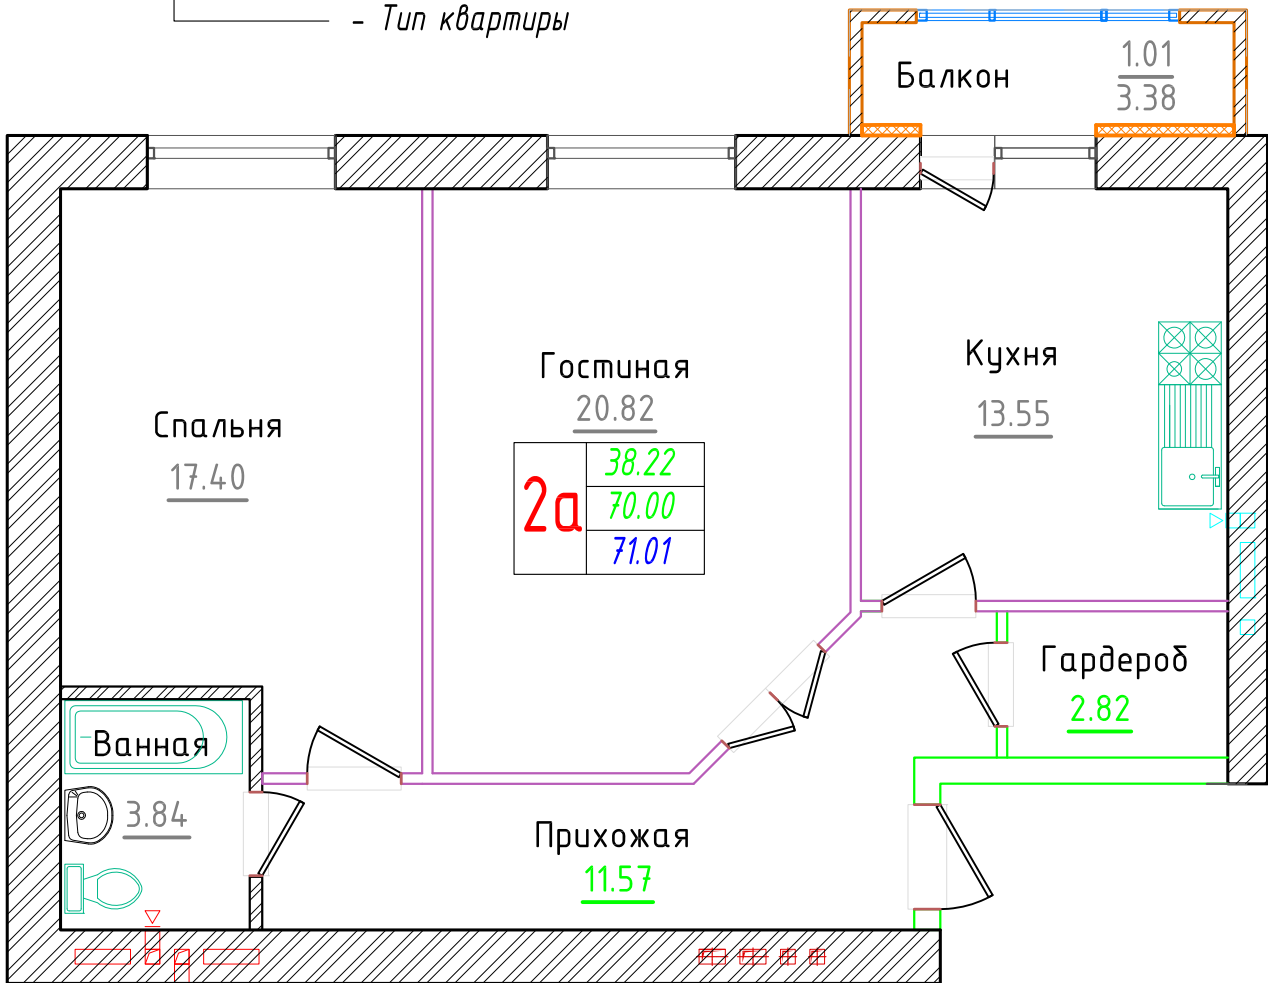 - Тип квартиры
Балкон
1.01
3.38
Кухня
13.55
Гостиная
20.82
Спальня
17.40
2а
38.22
70.00
71.01
Гардероб
2.82
Ванная
3.84
Прихожая
11.57